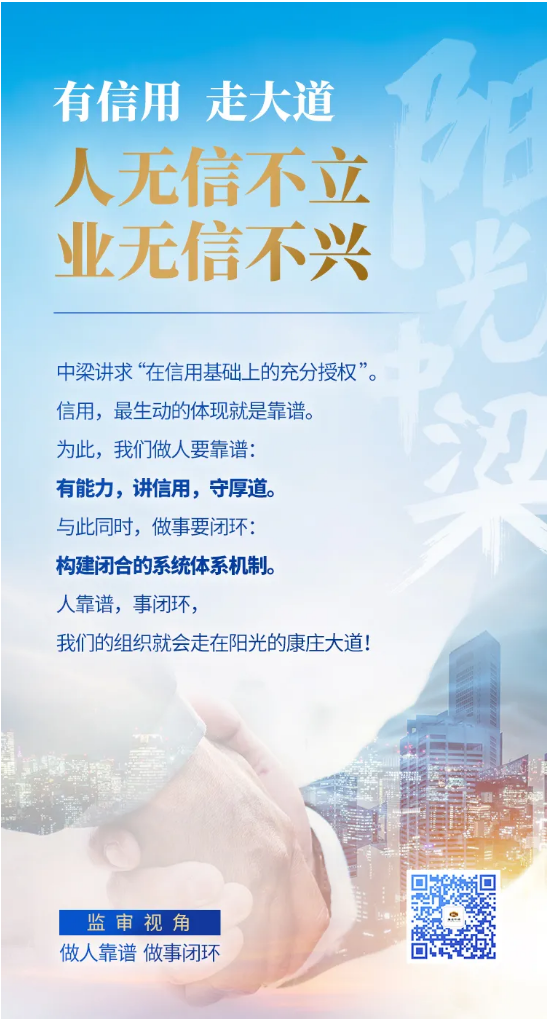 有信用 走大道
人无信不立
业无信不兴
阳光中梁
中梁讲求“在信用基础上的充分授权”。
信用，最生动的体现就是靠谱。
为此，我们做人要靠谱：
有能力，讲信用，守厚道。
与此同时，做事要闭环：
构建闭合的系统体系机制。
人靠谱，事闭环，
我们的组织就会走在阳光的康庄大道！
监审视角
做人靠谱 做事闭环